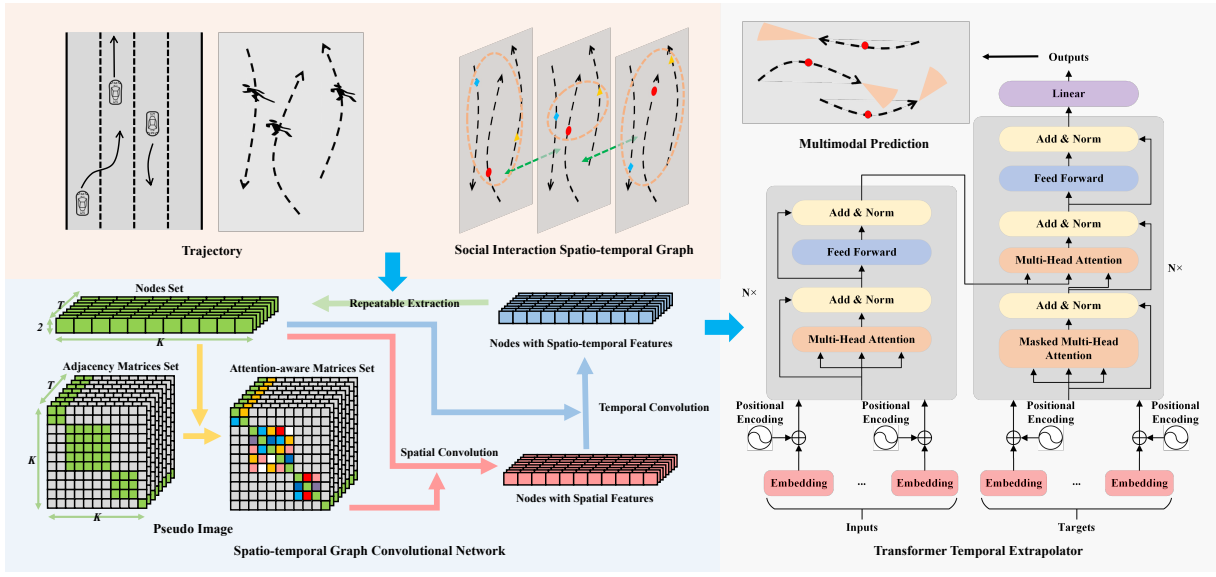 Trajectory
Social Interaction Spatio-temporal Graph
Nodes Set
T
2
K
Repeatable Extraction
Nodes with Spatio-temporal Features
Adjacency Matrices Set
T
K
K
Attention-aware Matrices Set
Pseudo Image
Spatial Convolution
Temporal Convolution
Nodes with Spatial Features
Spatio-temporal Graph Convolutional Network
Multimodal Prediction
Outputs
Linear
Add & Norm
Feed Forward
Add & Norm
Multi-Head Attention
N×
Add & Norm
Masked Multi-Head
Attention
Add & Norm
Feed Forward
N×
Add & Norm
Multi-Head Attention
Positional
Encoding
Positional
Encoding
Positional
Encoding
Positional
Encoding
Embedding
...
Embedding
Embedding
...
Embedding
Inputs
Targets
Transformer Temporal Extrapolator